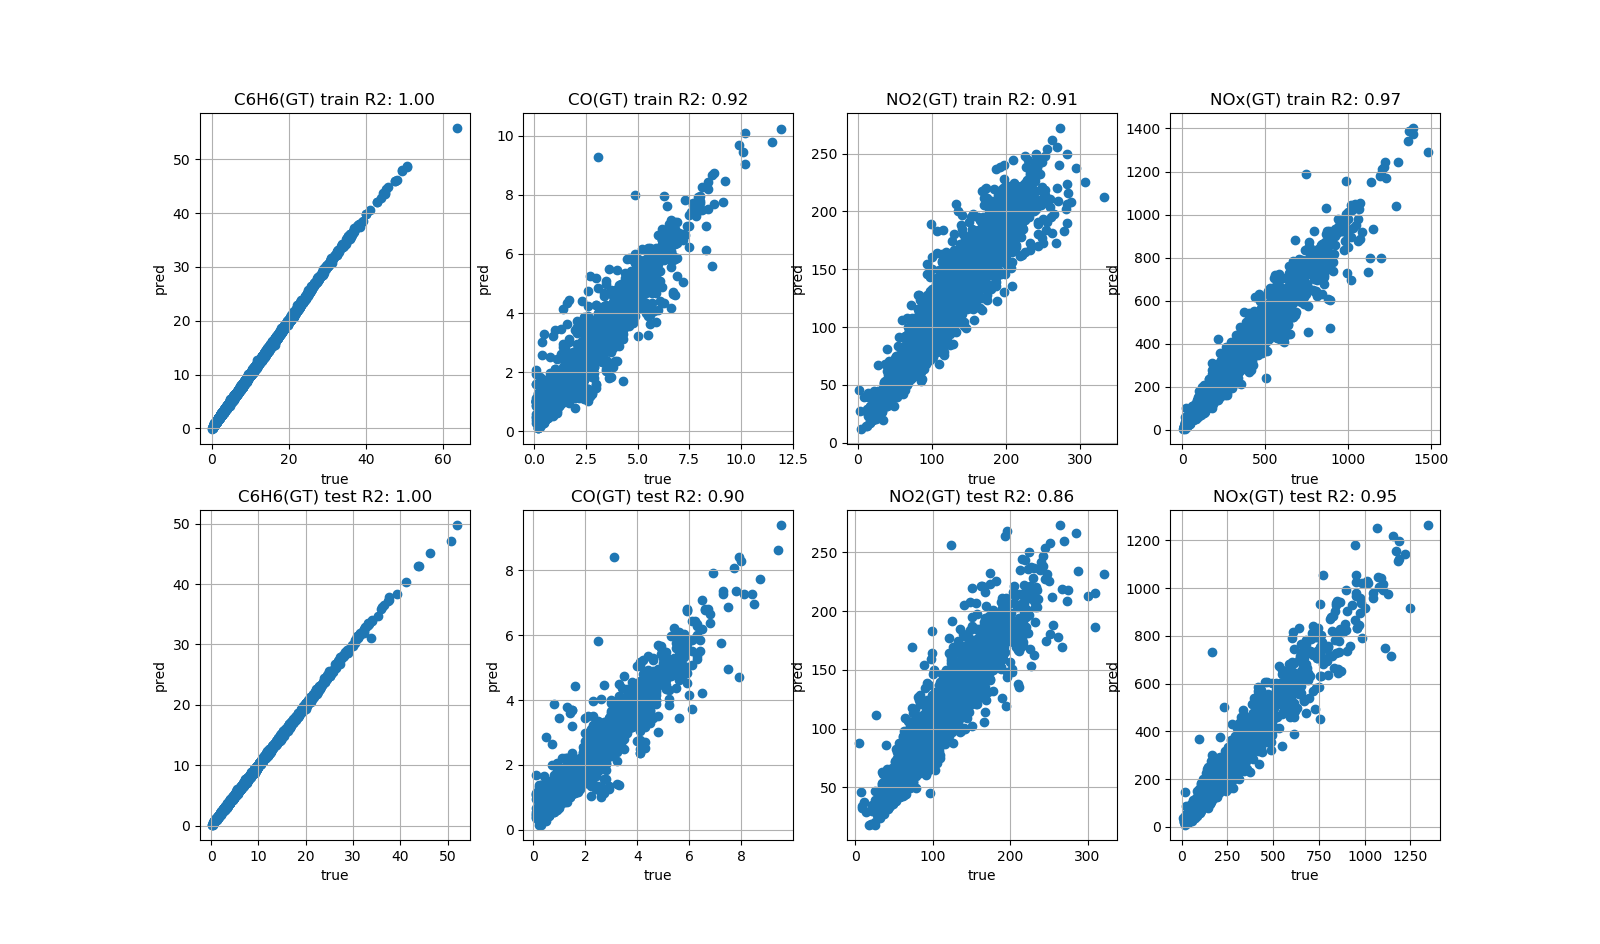 C6H6(GT) train R2: 1.00
50
40
30
20
10
0
pred
0 20 40 60
true
CO(GT) train R2: 0.92
10
8
6
4
2
0
pred
0.0 2.5 5.0 7.5 10.0 12.5
true
NO2(GT) train R2: 0.91
250
200
150
100
50
0
pred
0 100 200 300
true
NOx(GT) train R2: 0.97
1400
1200
1000
800
600
400
200
0
pred
0 500 1000 1500
true
C6H6(GT) test R2: 1.00
50
40
30
20
10
0
pred
0 10 20 30 40 50
true
CO(GT) test R2: 0.90
8
6
4
2
0
pred
0 2 4 6 8
true
NO2(GT) test R2: 0.86
250
200
150
100
50
pred
0 100 200 300
true
NOx(GT) test R2: 0.95
1200
1000
800
600
400
200
0
pred
0 250 500 750 1000 1250
true